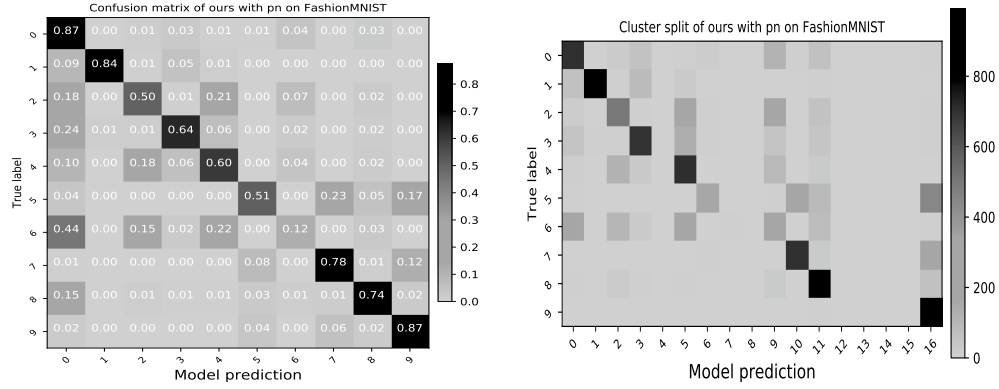 Confusion matrix of ours with pn on FashionMNIST
0 0.87 0.00 0.01 0.03 0.01 0.01 0.04 0.00 0.03 0.00
1 0.09 0.84 0.01 0.05 0.01 0.00 0.00 0.00 0.00 0.00
2 0.18 0.00 0.50 0.01 0.21 0.00 0.07 0.00 0.02 0.00
3 0.24 0.01 0.01 0.64 0.06 0.00 0.02 0.00 0.02 0.00
4 0.10 0.00 0.18 0.06 0.60 0.00 0.04 0.00 0.02 0.00
5 0.04 0.00 0.00 0.00 0.00 0.51 0.00 0.23 0.05 0.17
6 0.44 0.00 0.15 0.02 0.22 0.00 0.12 0.00 0.03 0.00
7 0.01 0.00 0.00 0.00 0.00 0.08 0.00 0.78 0.01 0.12
8 0.15 0.00 0.01 0.01 0.01 0.03 0.01 0.01 0.74 0.02
9 0.02 0.00 0.00 0.00 0.00 0.04 0.00 0.06 0.02 0.87
0 1 2 3 4 5 6 7 8 9
True label
Model prediction
0.8
0.7
0.6
0.5
0.4
0.3
0.2
0.1
0.0
Cluster split of ours with pn on FashionMNIST
0
1
2
3
4
5
6
7
8
9
True label
0 1 2 3 4 5 6 7 8 9 10 11 12 13 14 15 16
Model prediction
800
600
400
200
0